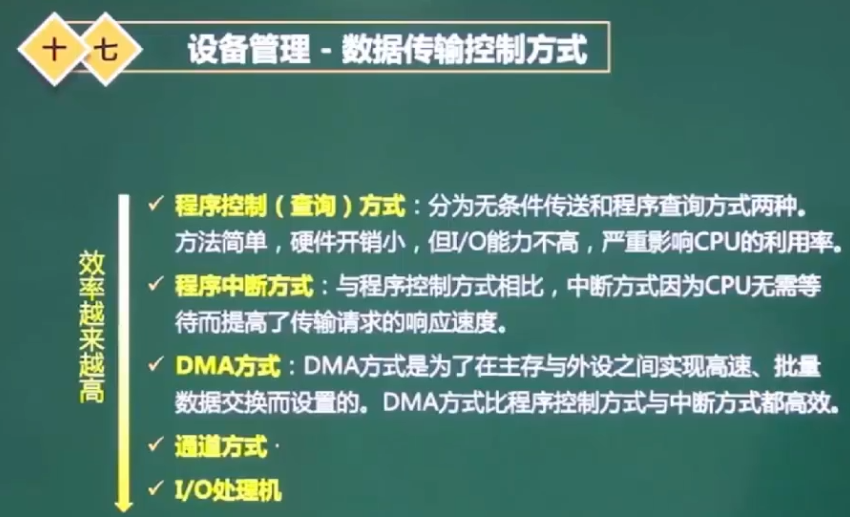 十七 设备管理 - 数据传输控制方式
效率越来越高
✓ 程序控制（查询）方式：分为无条件传送和程序查询方式两种。
方法简单，硬件开销小，但I/O能力不高，严重影响CPU的利用率。
✓ 程序中断方式：与程序控制方式相比，中断方式因为CPU无需等
待而提高了传输请求的响应速度。
✓ DMA方式：DMA方式是为了在主存与外设之间实现高速、批量
数据交换而设置的。DMA方式比程序控制方式与中断方式都高效。
✓ 通道方式
✓ I/O处理机